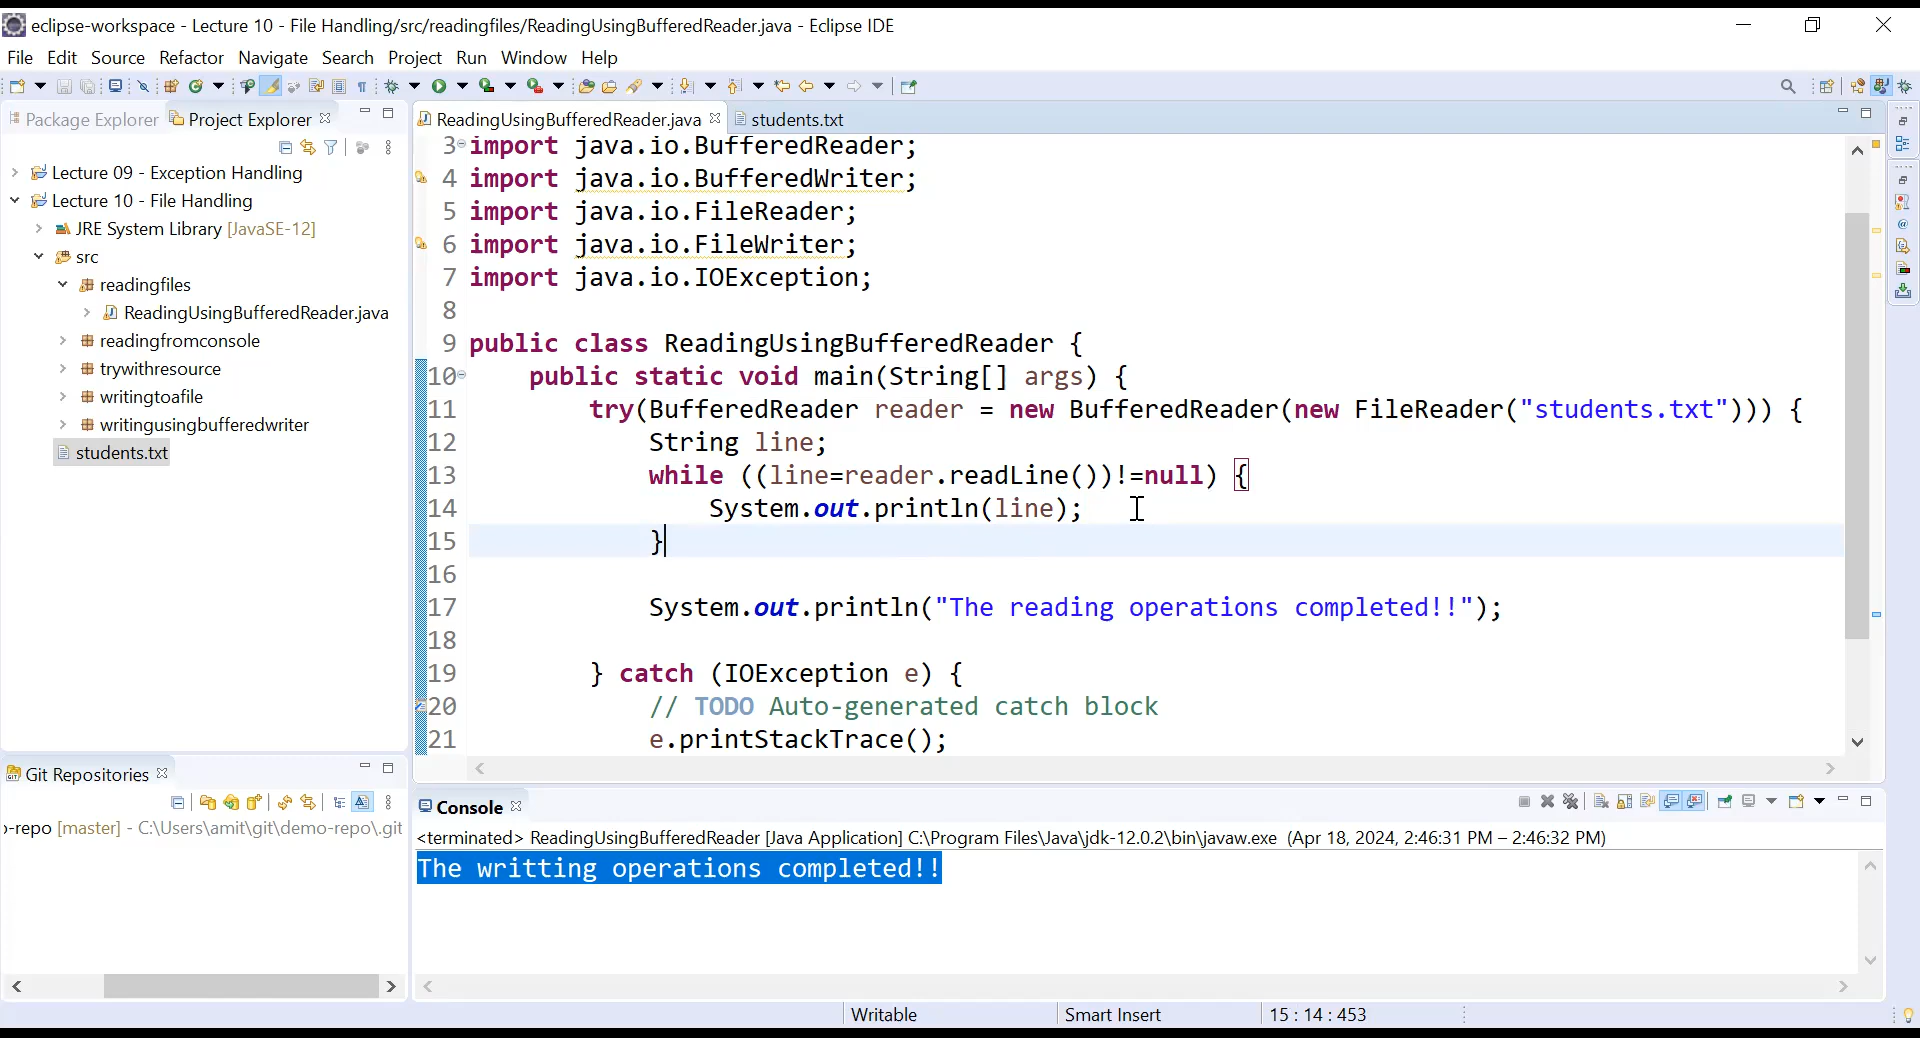 eclipse-workspace - Lecture 10 - File Handling/src/readingfiles/ReadingUsingBufferedReader.java - Eclipse IDE
File Edit Source Refactor Navigate Search Project Run Window Help
Package Explorer Project Explorer
Lecture 09 - Exception Handling
Lecture 10 - File Handling
JRE System Library [JavaSE-12]
src
readingfiles
ReadingUsingBufferedReader.java
readingfromconsole
trywithresource
writingtoafile
writingusingbufferedwriter
students.txt
Git Repositories
-repo [master] - C:\Users\amit\git\demo-repo\.git
ReadingUsingBufferedReader.java students.txt
3 import java.io.BufferedReader;
4 import java.io.BufferedWriter;
5 import java.io.FileReader;
6 import java.io.FileWriter;
7 import java.io.IOException;
8
9 public class ReadingUsingBufferedReader {
10 public static void main(String[] args) {
11 try(BufferedReader reader = new BufferedReader(new FileReader("students.txt"))) {
12 String line;
13 while ((line=reader.readLine())!=null) {
14 System.out.println(line);
15 }
16
17 System.out.println("The reading operations completed!!");
18
19 } catch (IOException e) {
20 // TODO Auto-generated catch block
21 e.printStackTrace();
Console
<terminated> ReadingUsingBufferedReader [Java Application] C:\Program Files\Java\jdk-12.0.2\bin\javaw.exe (Apr 18, 2024, 2:46:31 PM – 2:46:32 PM)
The writting operations completed!!
Writable Smart Insert 15 : 14 : 453